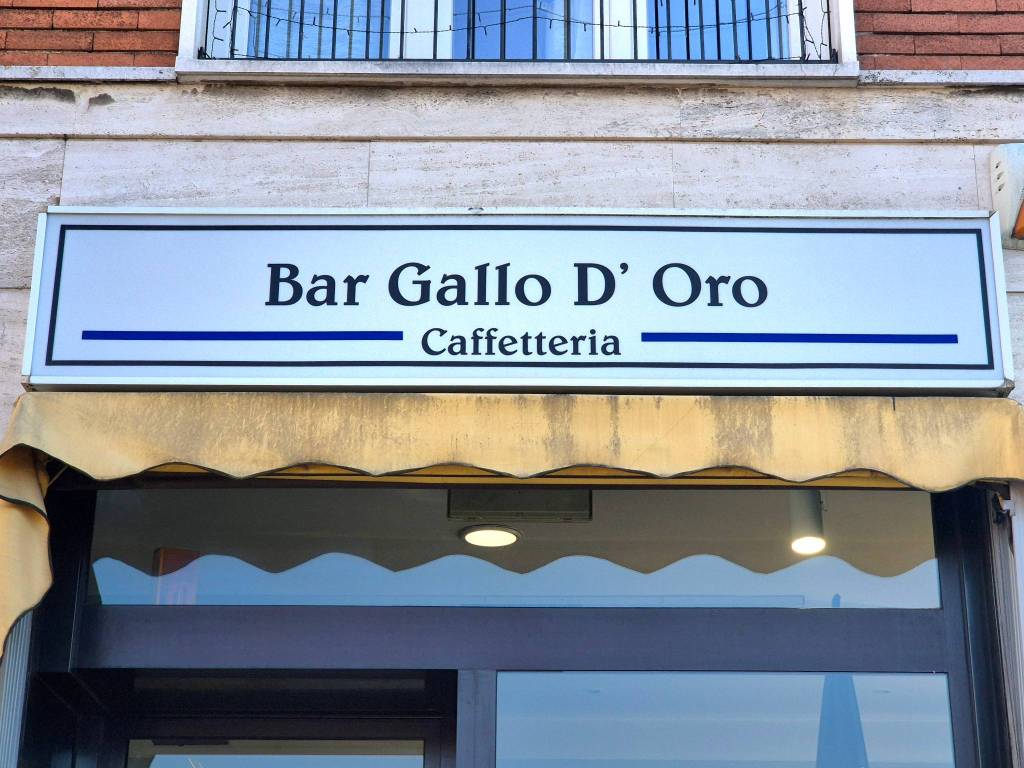 Bar Gallo D' Oro
Caffetteria